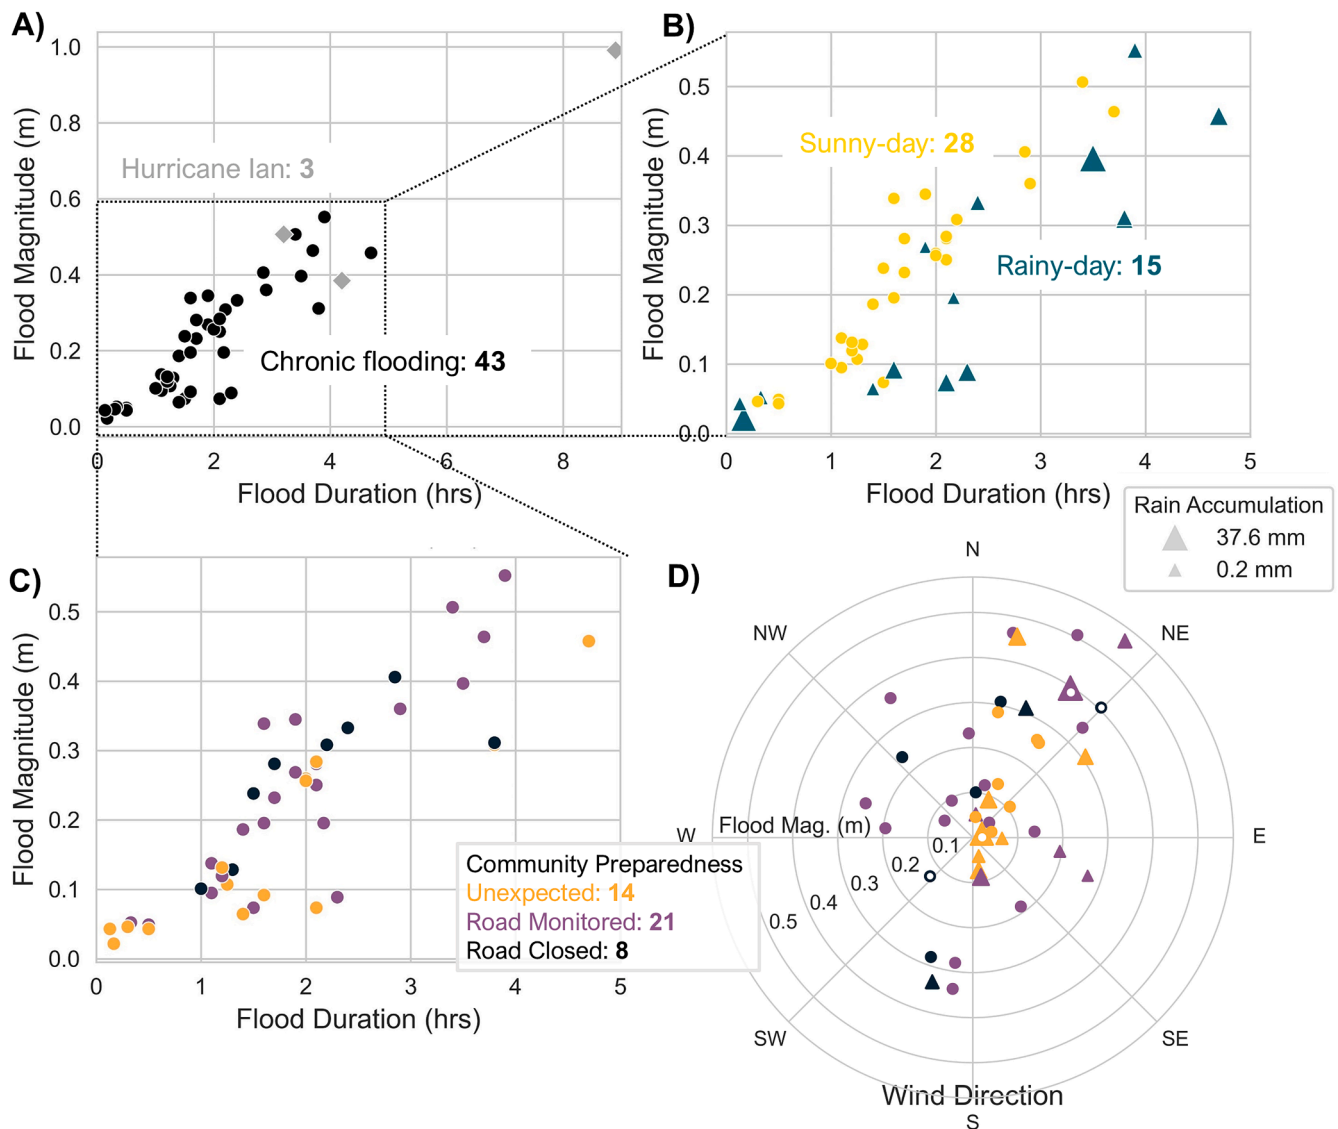 A)
1.0
0.8
0.6
0.4
0.2
0.0
Flood Magnitude (m)
Hurricane Ian: 3
Chronic flooding: 43
0 2 4 6 8
Flood Duration (hrs)
B)
0.5
0.4
0.3
0.2
0.1
0.0
Flood Magnitude (m)
Sunny-day: 28
Rainy-day: 15
0 1 2 3 4 5
Flood Duration (hrs)
Rain Accumulation
37.6 mm
0.2 mm
C)
0.5
0.4
0.3
0.2
0.1
0.0
Flood Magnitude (m)
Community Preparedness
Unexpected: 14
Road Monitored: 21
Road Closed: 8
0 1 2 3 4 5
Flood Duration (hrs)
D)
N
NW
NE
W
Flood Mag. (m)
E
0.1
0.2
0.3
0.4
0.5
SW
SE
Wind Direction
S